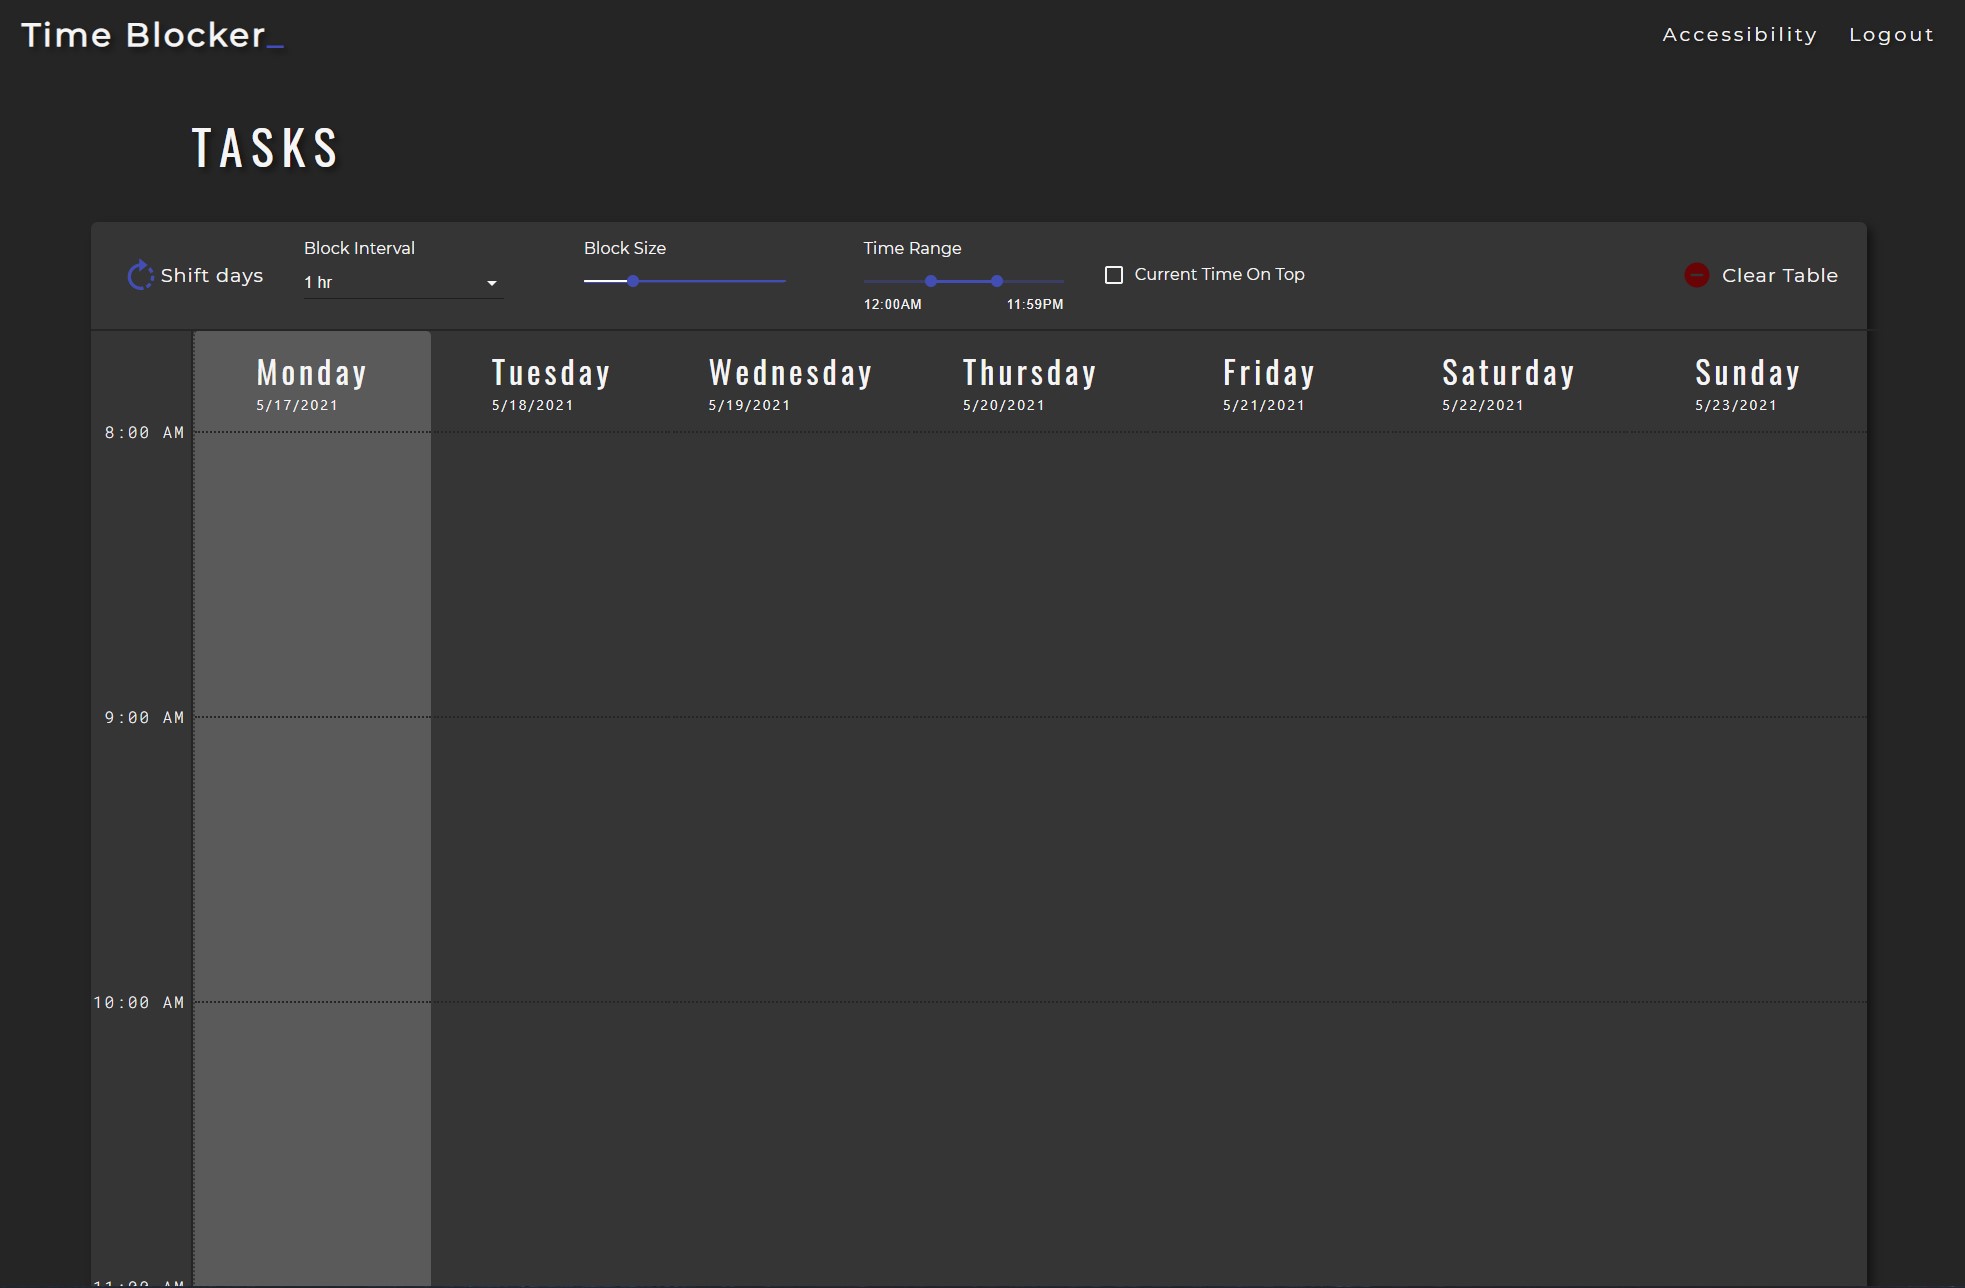 Time Blocker_
Accessibility
Logout
TASKS
Shift days
Block Interval
1 hr
Block Size
Time Range
12:00AM
11:59PM
Current Time On Top
Clear Table
Monday
5/17/2021
Tuesday
5/18/2021
Wednesday
5/19/2021
Thursday
5/20/2021
Friday
5/21/2021
Saturday
5/22/2021
Sunday
5/23/2021
8:00 AM
9:00 AM
10:00 AM
11:00 AM